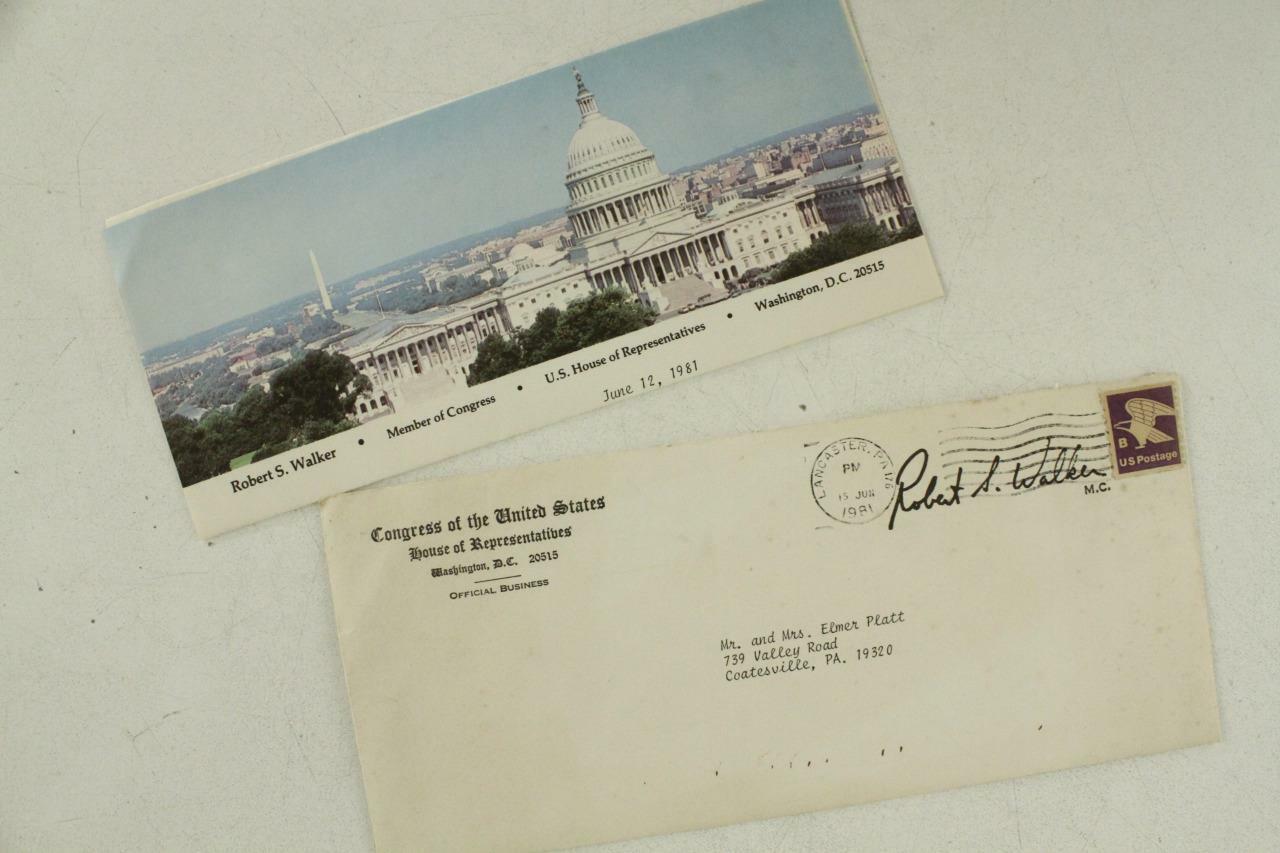 Robert S. Walker • Member of Congress • U.S. House of Representatives • Washington, D.C. 20515
June 12, 1981
Congress of the United States
House of Representatives
Washington, D.C. 20515
OFFICIAL BUSINESS
LANCASTER, PA 176
PM
15 JUN
1981
Robert S. Walker
M.C.
B
US Postage
Mr. and Mrs. Elmer Platt
739 Valley Road
Coatesville, PA. 19320